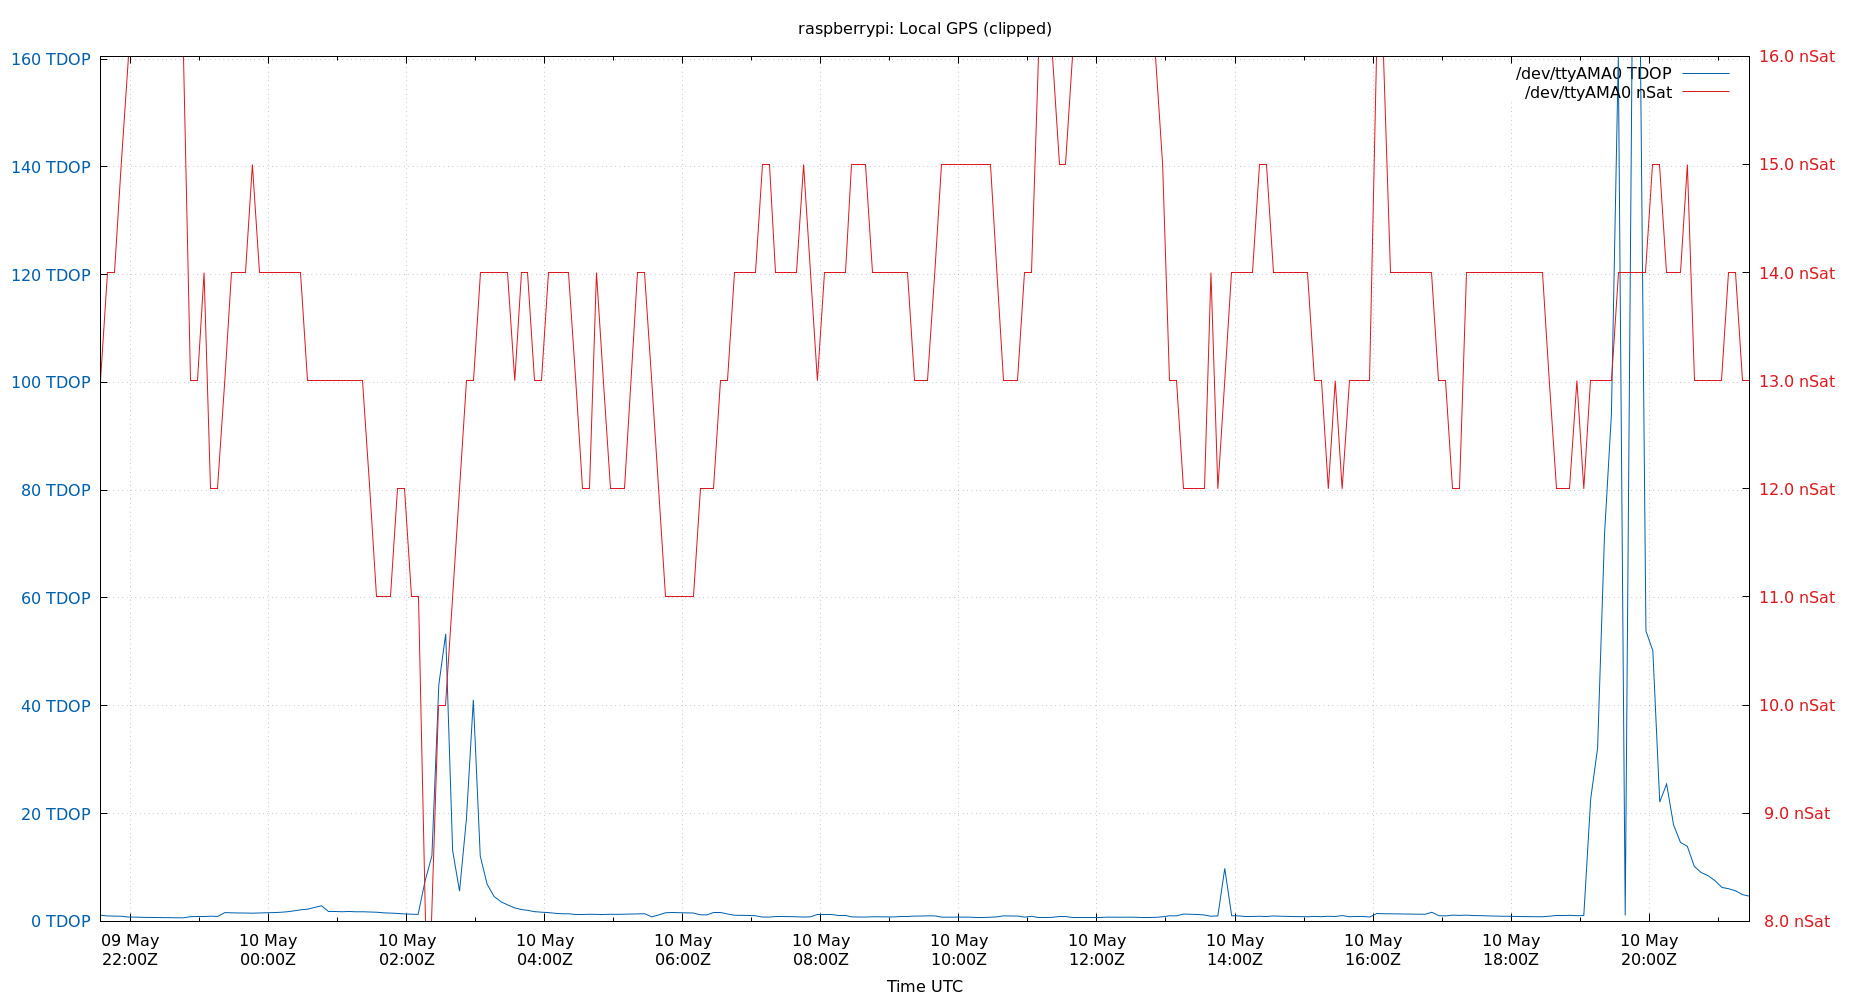 raspberrypi: Local GPS (clipped)
160 TDOP
140 TDOP
120 TDOP
100 TDOP
80 TDOP
60 TDOP
40 TDOP
20 TDOP
0 TDOP
16.0 nSat
15.0 nSat
14.0 nSat
13.0 nSat
12.0 nSat
11.0 nSat
10.0 nSat
9.0 nSat
8.0 nSat
/dev/ttyAMA0 TDOP
/dev/ttyAMA0 nSat
09 May 10 May 10 May 10 May 10 May 10 May 10 May 10 May 10 May 10 May 10 May 10 May
22:00Z 00:00Z 02:00Z 04:00Z 06:00Z 08:00Z 10:00Z 12:00Z 14:00Z 16:00Z 18:00Z 20:00Z
Time UTC